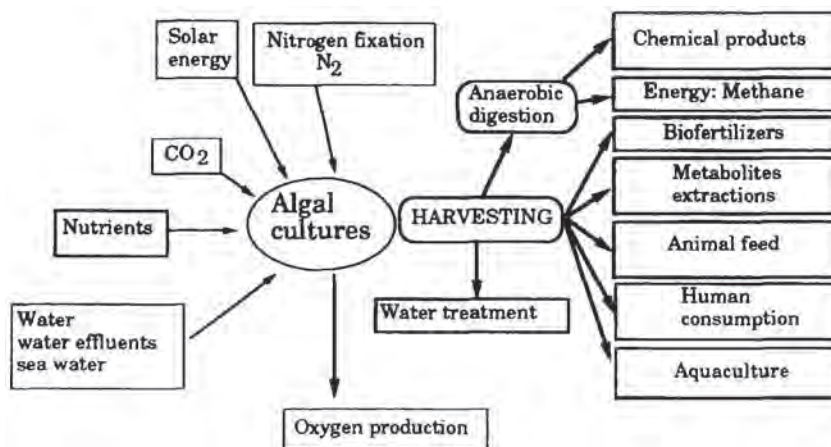 Solar
energy
Nitrogen fixation
N2
CO2
Nutrients
Water
water effluents
sea water
Algal
cultures
Oxygen production
HARVESTING
Water treatment
Anaerobic
digestion
Chemical products
Energy: Methane
Biofertilizers
Metabolites
extractions
Animal feed
Human
consumption
Aquaculture